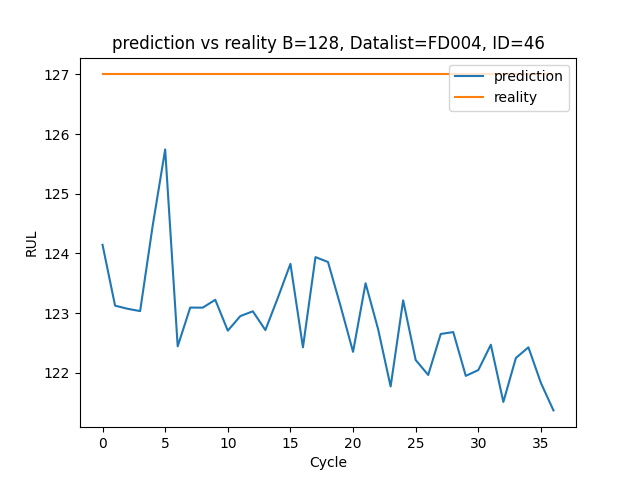 prediction vs reality B=128, Datalist=FD004, ID=46
prediction
reality
127
126
125
124
123
122
RUL
0 5 10 15 20 25 30 35
Cycle